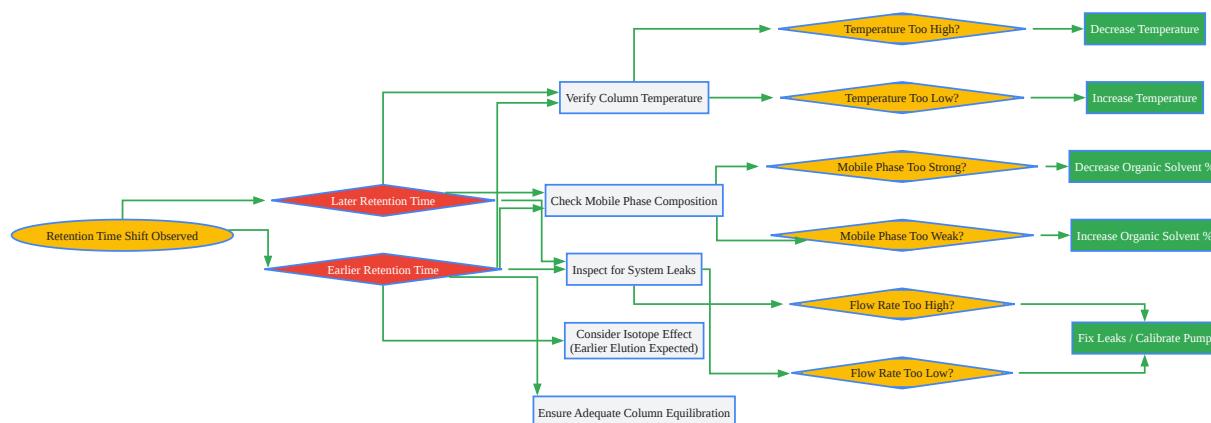 Temperature Too High?
Decrease Temperature
Verify Column Temperature
Temperature Too Low?
Increase Temperature
Mobile Phase Too Strong?
Decrease Organic Solvent %
Later Retention Time
Check Mobile Phase Composition
Retention Time Shift Observed
Mobile Phase Too Weak?
Increase Organic Solvent %
Earlier Retention Time
Inspect for System Leaks
Flow Rate Too High?
Consider Isotope Effect
(Earlier Elution Expected)
Fix Leaks / Calibrate Pump
Flow Rate Too Low?
Ensure Adequate Column Equilibration